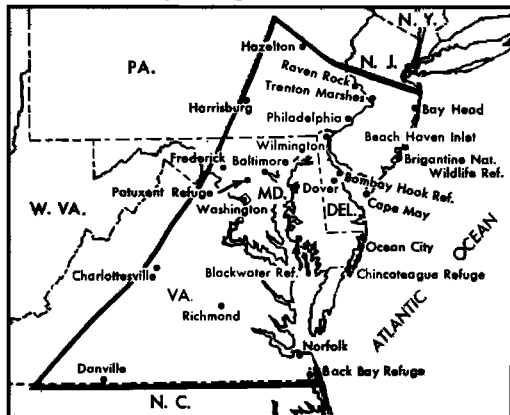 N. Y.
Hazelton
N. J.
PA.
Raven Rock
Trenton Marshes
Harrisburg
Bay Head
Philadelphia
Wilmington
Beach Haven Inlet
Frederick
Baltimore
Brigantine Nat.
Wildlife Ref.
Bombay Hook Ref.
Patuxent Refuge
MD.
Dover
Cape May
W. VA.
Washington
DEL.
Ocean City
ATLANTIC OCEAN
Charlottesville
Blackwater Ref.
Chincoteague Refuge
VA.
Richmond
Norfolk
Danville
Back Bay Refuge
N. C.